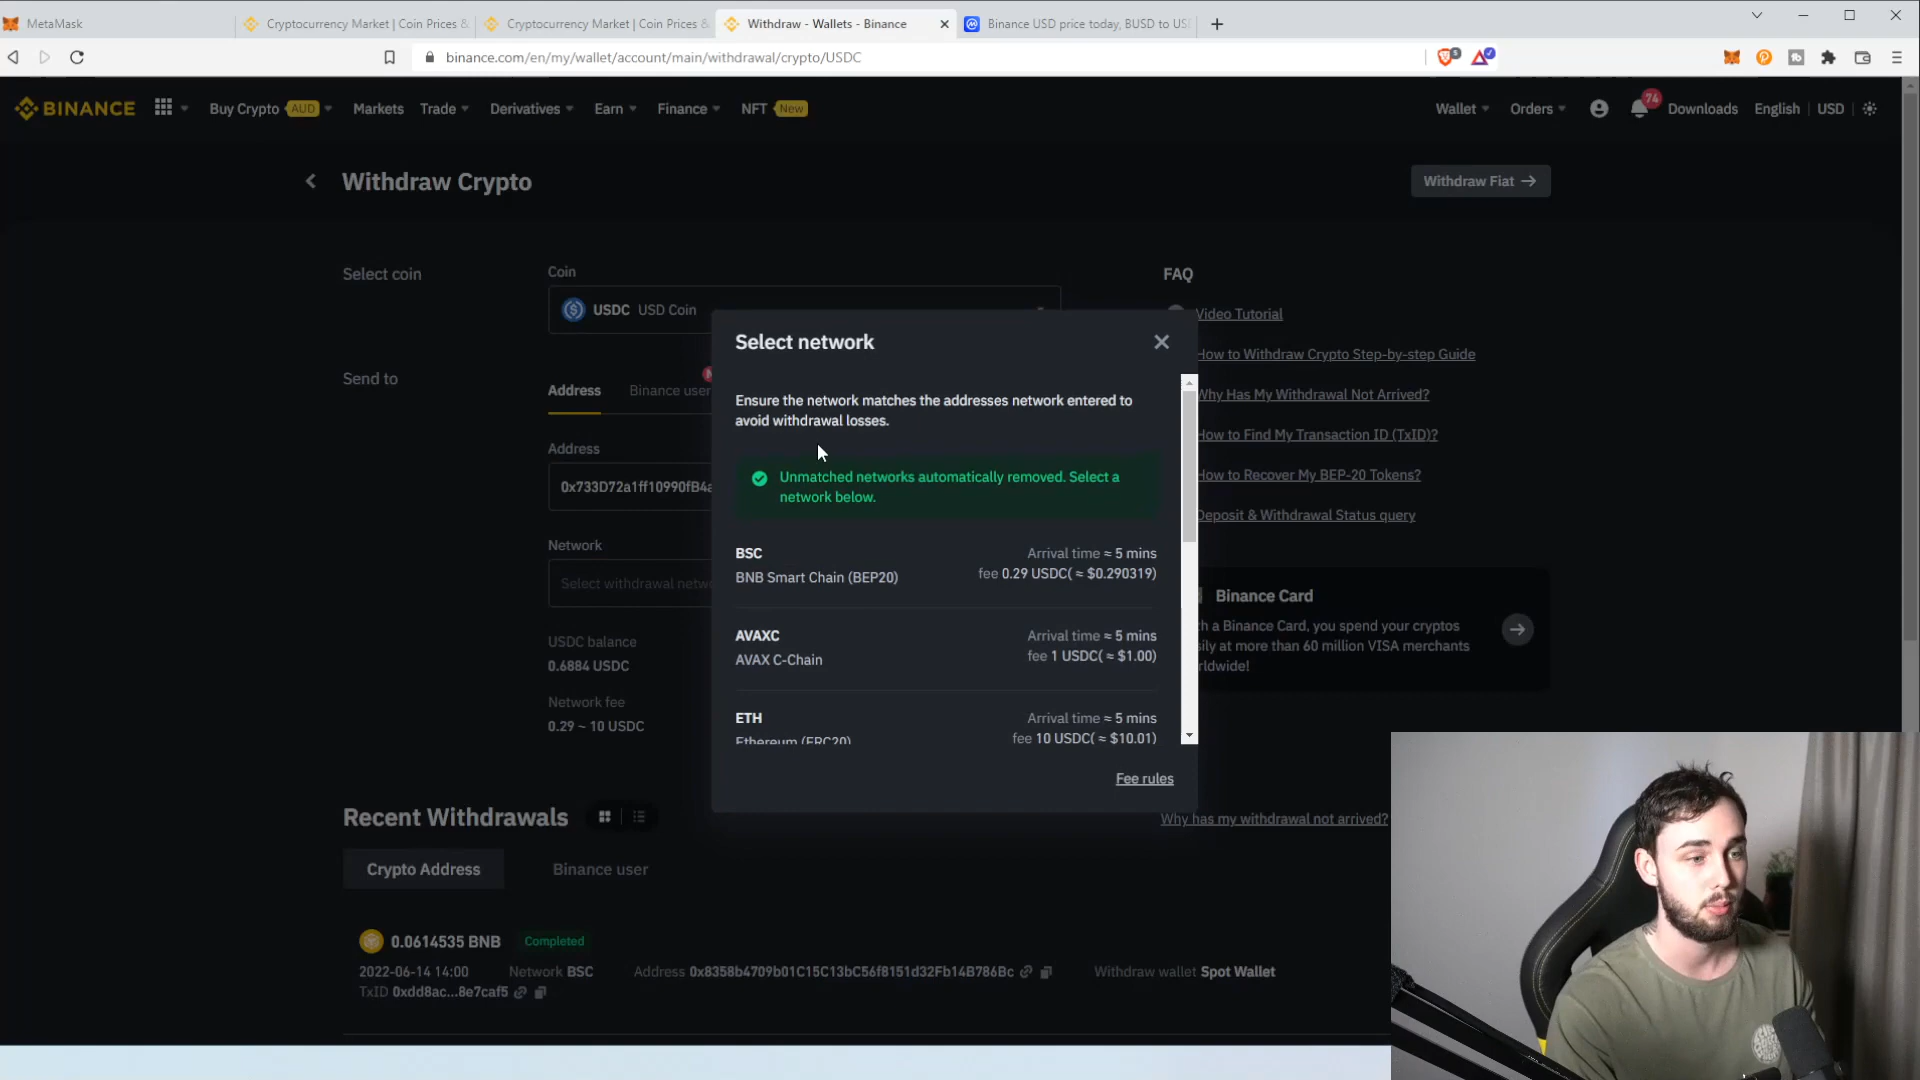 MetaMask
Cryptocurrency Market | Coin Prices &
Cryptocurrency Market | Coin Prices &
Withdraw - Wallets - Binance
Binance USD price today, BUSD to US
binance.com/en/my/wallet/account/main/withdrawal/crypto/USDC
BINANCE
Buy Crypto AUD
Markets
Trade
Derivatives
Earn
Finance
NFT New
Wallet
Orders
74
Downloads
English | USD
Withdraw Crypto
Withdraw Fiat →
Select coin
Coin
USDC USD Coin
FAQ
Video Tutorial
How to Withdraw Crypto Step-by-step Guide
Why Has My Withdrawal Not Arrived?
How to Find My Transaction ID (TxID)?
How to Recover My BEP-20 Tokens?
Deposit & Withdrawal Status query
Send to
Address
Binance user
Address
0x733D72a1ff10990fB4a
Network
Select withdrawal netwo
USDC balance
0.6884 USDC
Network fee
0.29 ~ 10 USDC
Select network
Ensure the network matches the addresses network entered to
avoid withdrawal losses.
Unmatched networks automatically removed. Select a
network below.
BSC
Arrival time ≈ 5 mins
BNB Smart Chain (BEP20)
fee 0.29 USDC( ≈ $0.290319)
AVAXC
Arrival time ≈ 5 mins
AVAX C-Chain
fee 1 USDC( ≈ $1.00)
ETH
Arrival time ≈ 5 mins
Ethereum (ERC20)
fee 10 USDC( ≈ $10.01)
Fee rules
Binance Card
h a Binance Card, you spend your cryptos
sily at more than 60 million VISA merchants
rldwide!
Why has my withdrawal not arrived?
Recent Withdrawals
Crypto Address
Binance user
0.0614535 BNB
Completed
2022-06-14 14:00
Network BSC
Address 0x8358b4709b01C15C13bC56f8151d32Fb14B786Bc
Withdraw wallet Spot Wallet
TxID 0xdd8ac...8e7caf5